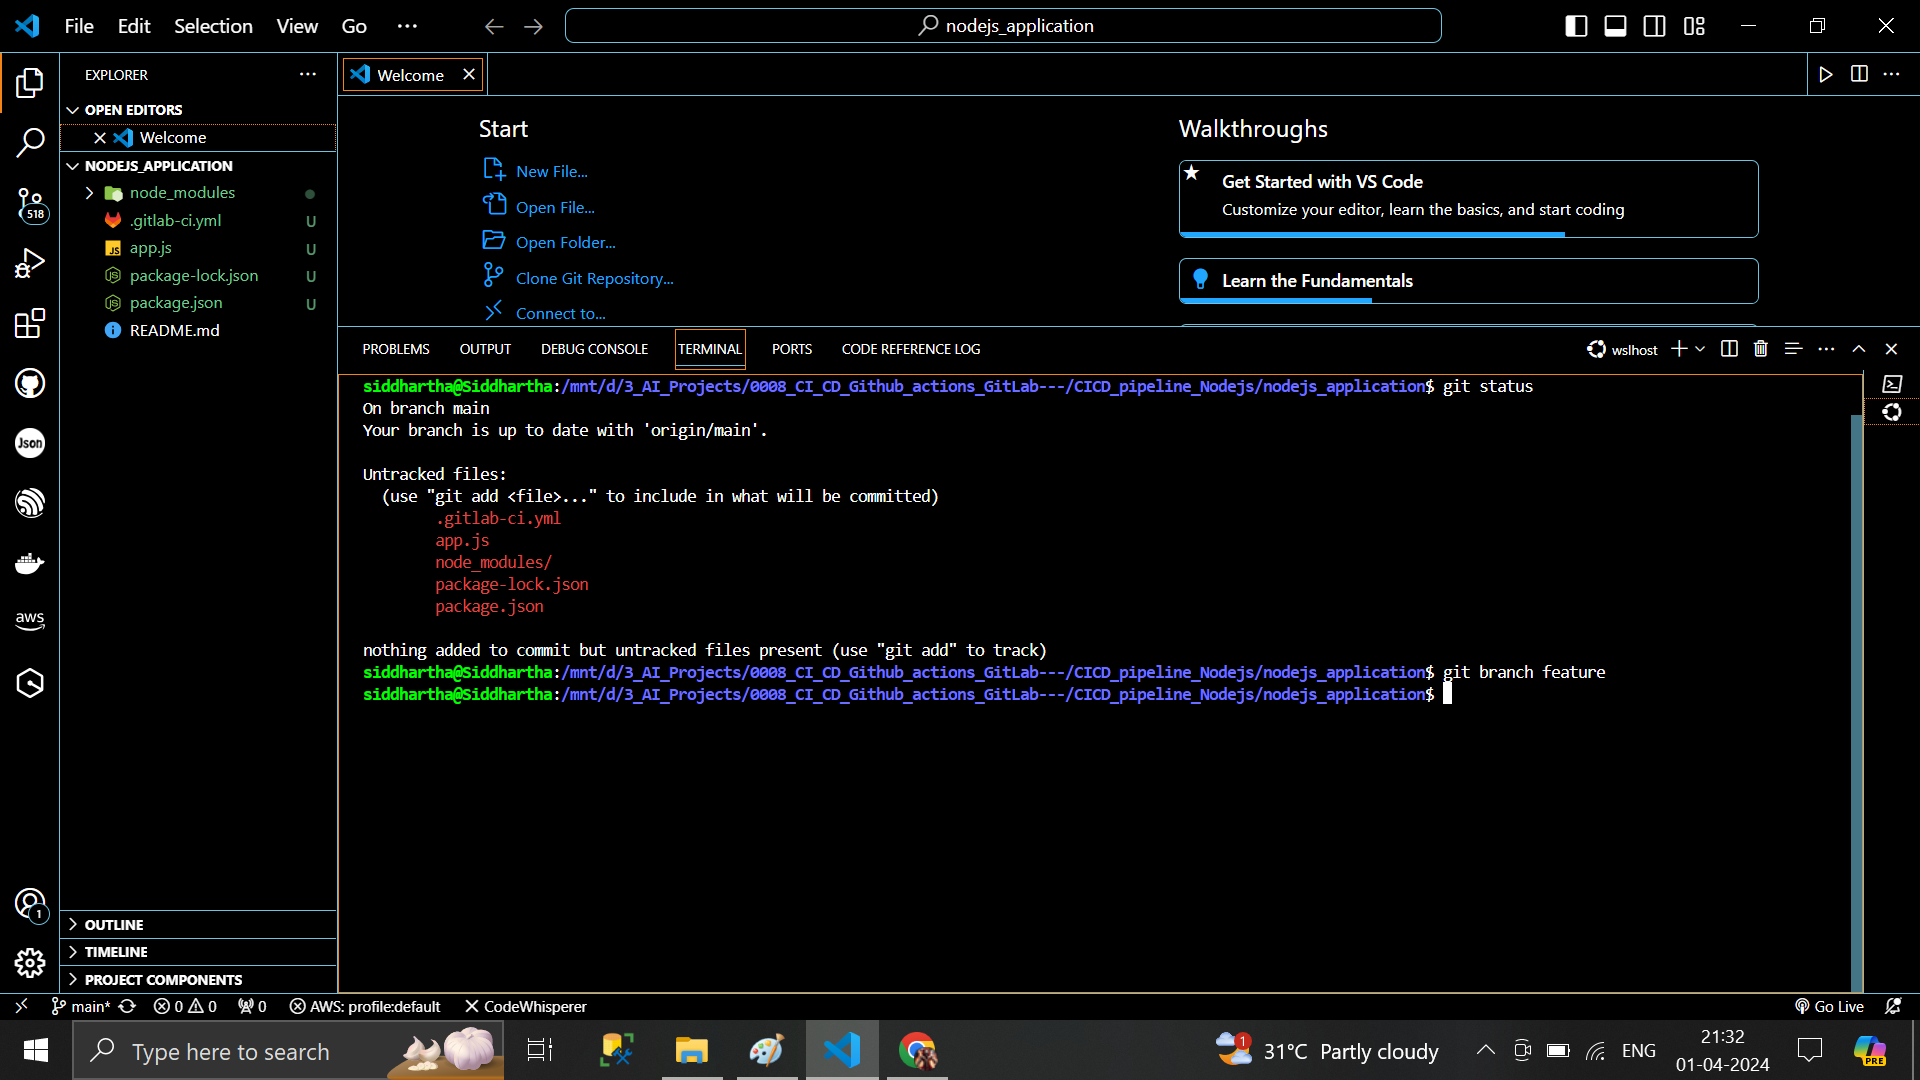 File Edit Selection View Go ···
nodejs_application
EXPLORER
OPEN EDITORS
Welcome
NODEJS_APPLICATION
node_modules
.gitlab-ci.yml U
app.js U
package-lock.json U
package.json U
README.md
518
Json
aws
1
OUTLINE
TIMELINE
PROJECT COMPONENTS
Welcome
Start
New File...
Open File...
Open Folder...
Clone Git Repository...
Connect to...
Walkthroughs
Get Started with VS Code
Customize your editor, learn the basics, and start coding
Learn the Fundamentals
PROBLEMS OUTPUT DEBUG CONSOLE TERMINAL PORTS CODE REFERENCE LOG
wslhost
siddhartha@Siddhartha:/mnt/d/3_AI_Projects/0008_CI_CD_Github_actions_GitLab---/CICD_pipeline_Nodejs/nodejs_application$ git status
On branch main
Your branch is up to date with 'origin/main'.
Untracked files:
(use "git add <file>..." to include in what will be committed)
.gitlab-ci.yml
app.js
node_modules/
package-lock.json
package.json
nothing added to commit but untracked files present (use "git add" to track)
siddhartha@Siddhartha:/mnt/d/3_AI_Projects/0008_CI_CD_Github_actions_GitLab---/CICD_pipeline_Nodejs/nodejs_application$ git branch feature
siddhartha@Siddhartha:/mnt/d/3_AI_Projects/0008_CI_CD_Github_actions_GitLab---/CICD_pipeline_Nodejs/nodejs_application$
main* 0 0 0 AWS: profile:default CodeWhisperer
Go Live
Type here to search
1
31°C Partly cloudy
ENG
21:32
01-04-2024
PRE